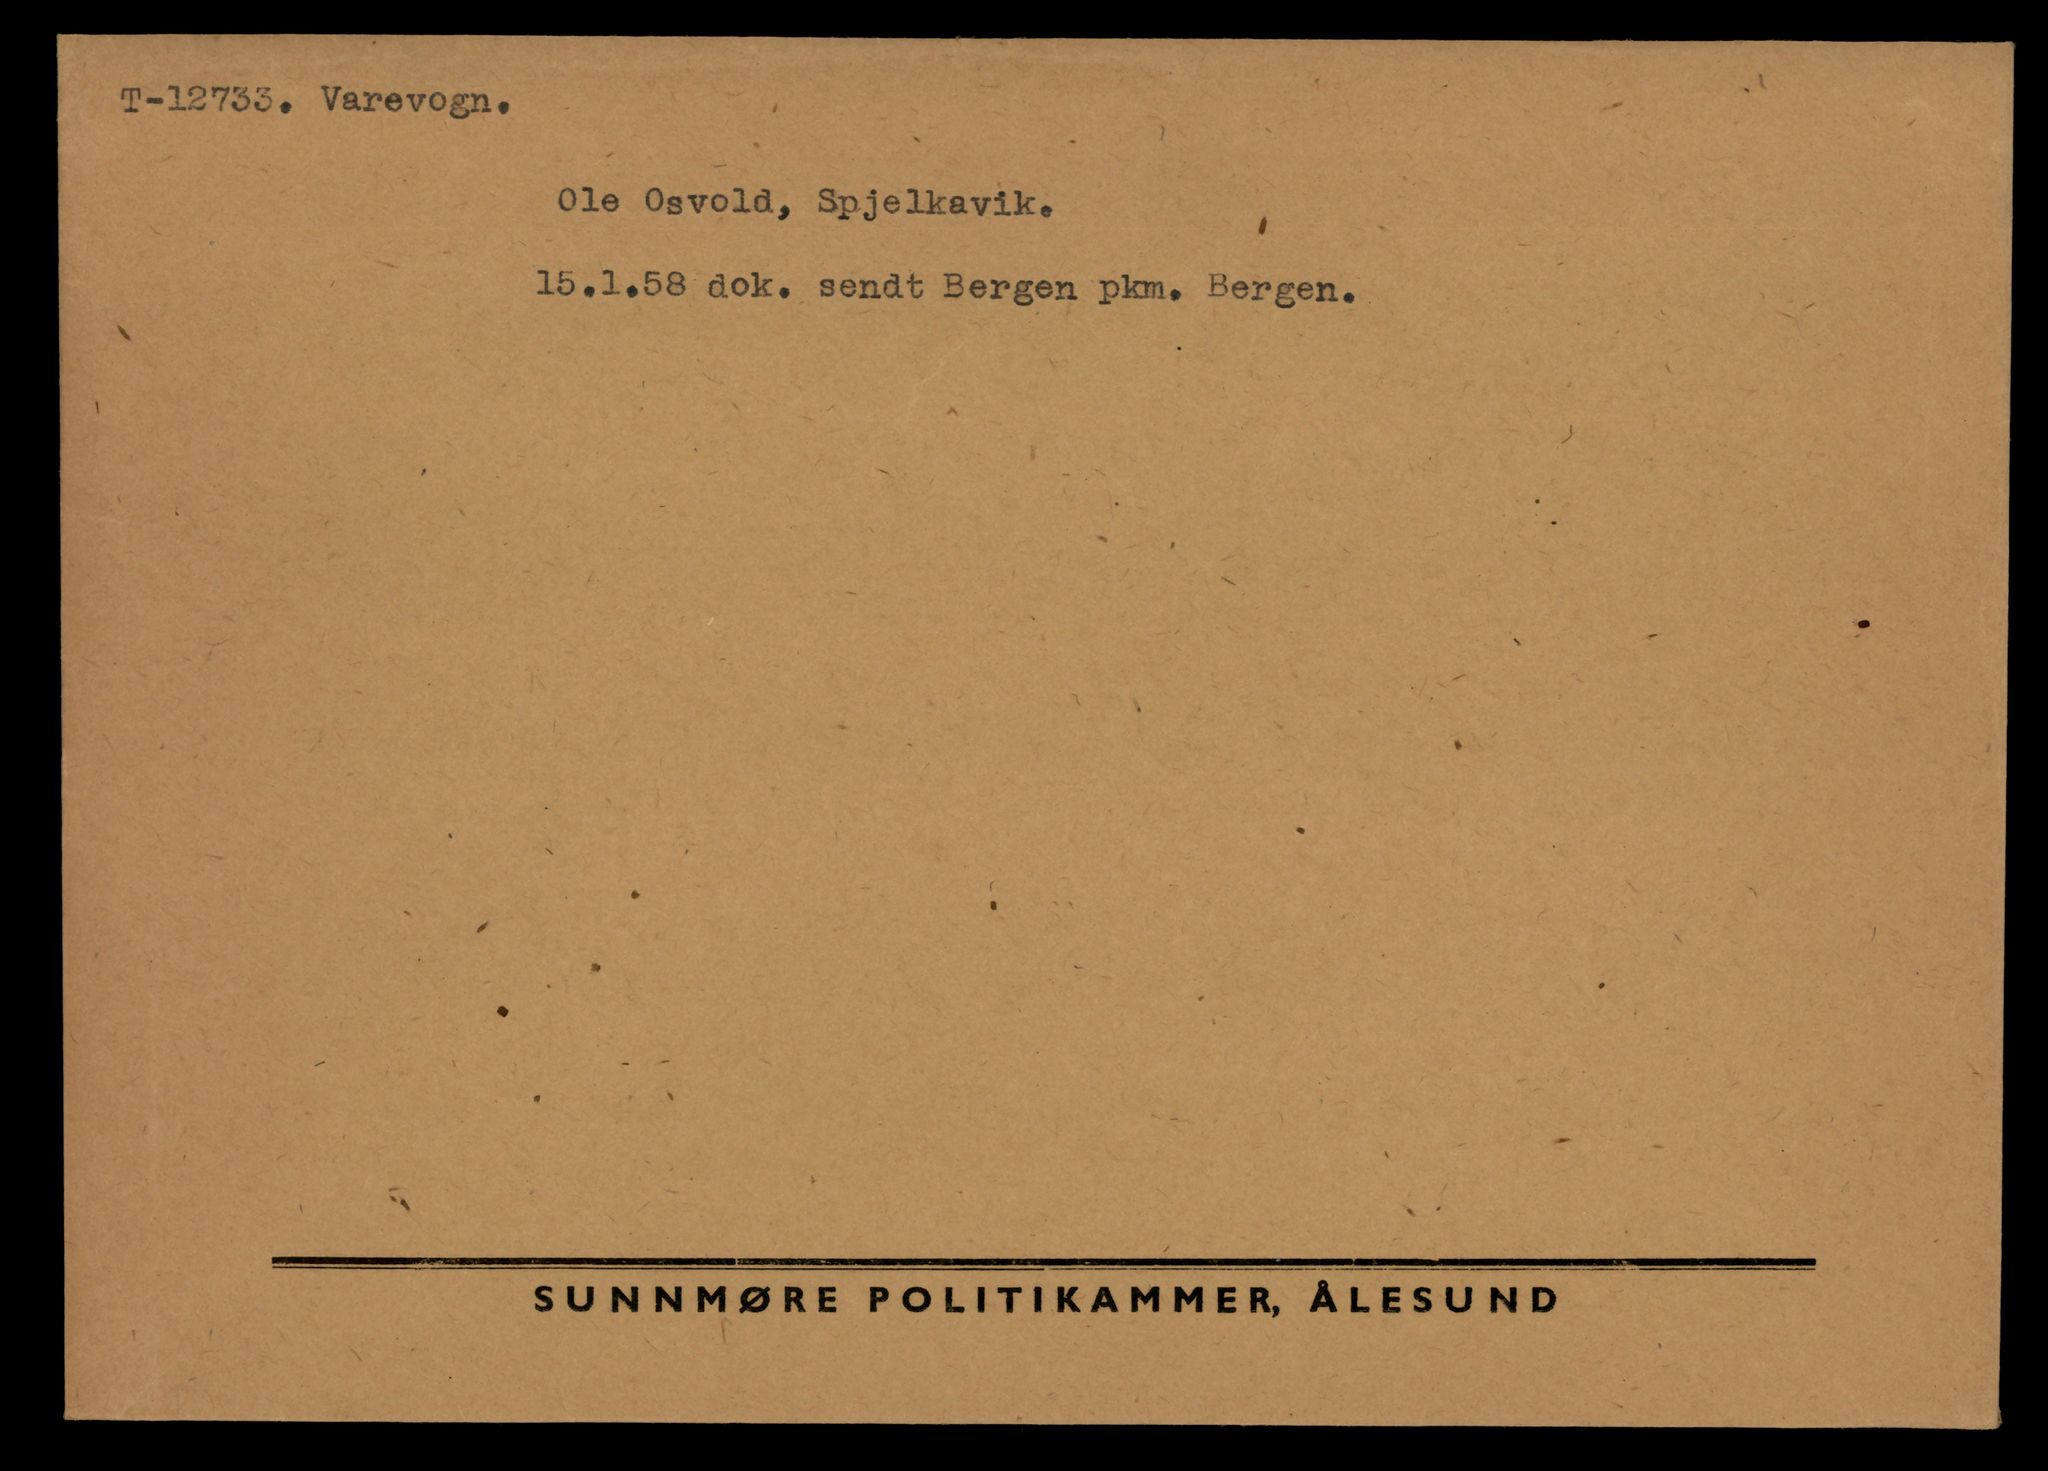 T-12733. Varevogn.
Ole Osvold, Spjelkavik.
15.1.58 dok. sendt Bergen pkm. Bergen.
SUNNMØRE POLITIKAMMER, ÅLESUND